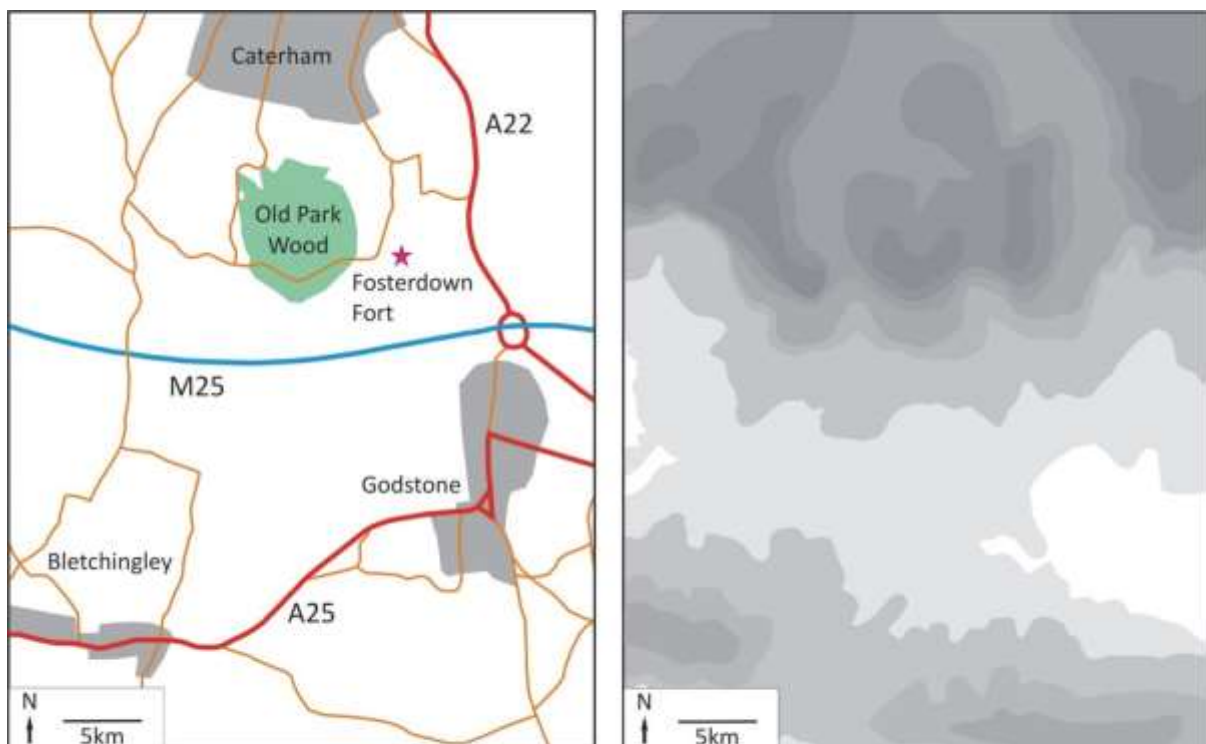 Caterham
A22
Old Park
Wood
Fosterdown
Fort
M25
Godstone
Bletchingley
A25
N
5km
N
5km